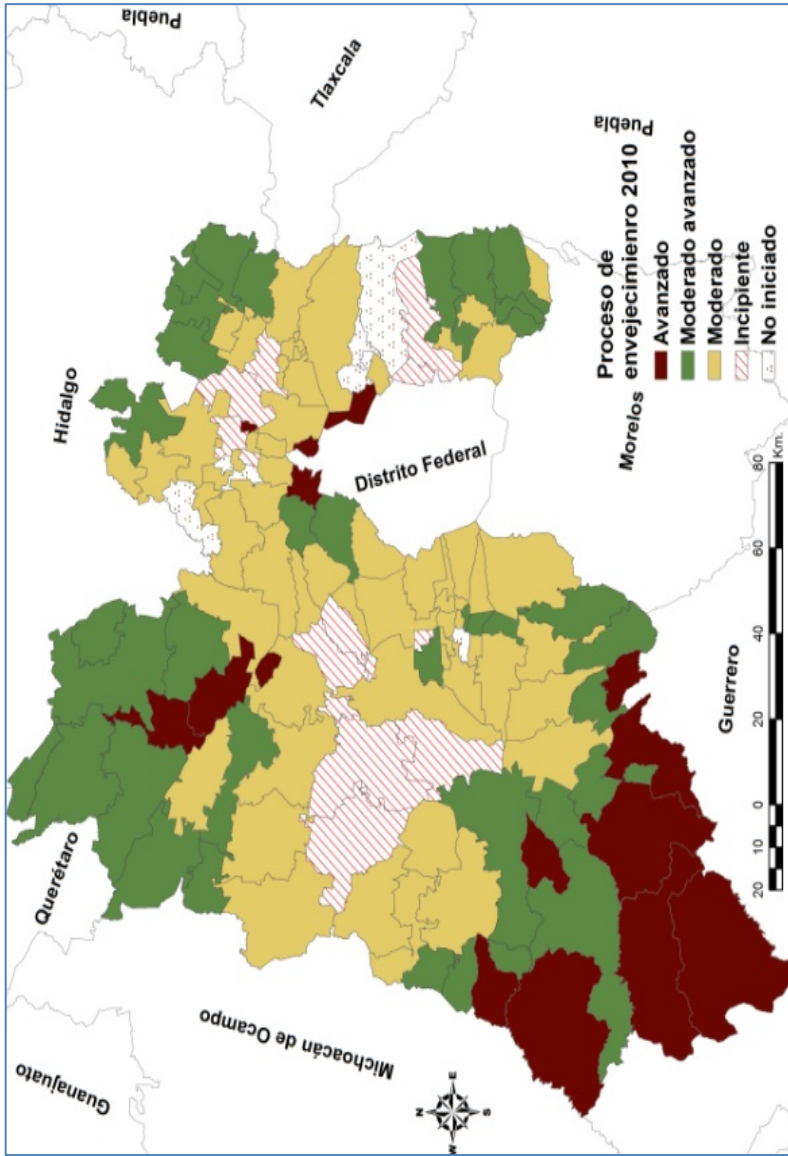 Puebla
Tlaxcala
Puebla
Hidalgo
Querétaro
Guanajuato
Michoacán de Ocampo
Distrito Federal
Morelos
Guerrero
N
W
E
S
Proceso de
envejecimienro 2010
Avanzado
Moderado avanzado
Moderado
Incipiente
No iniciado
20 10 0 20 40 60 80
Km.